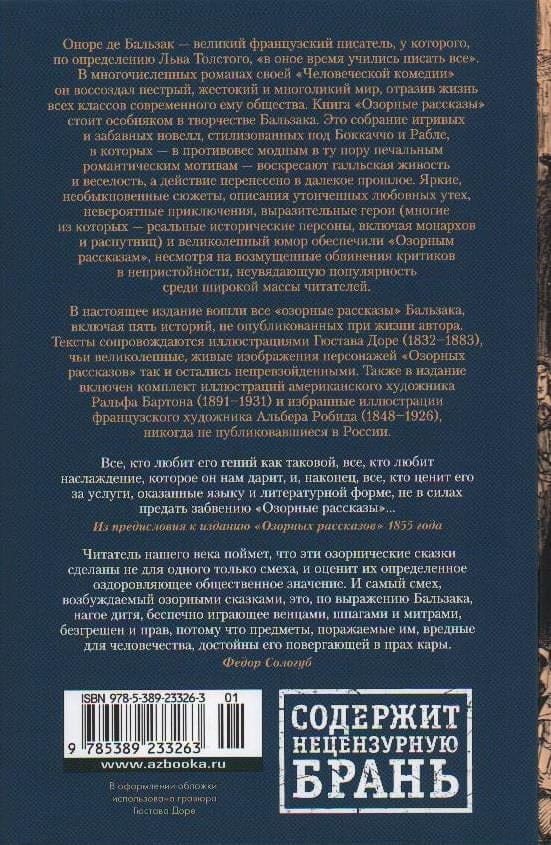 Оноре де Бальзак — великий французский писатель, у которого,
по определению Льва Толстого, «в оное время учились писать все».
В многочисленных романах своей «Человеческой комедии»
он воссоздал пестрый, жестокий и многоликий мир, отразив жизнь
всех классов современного ему общества. Книга «Озорные рассказы»
стоит особняком в творчестве Бальзака. Это собрание игривых
и забавных новелл, стилизованных под Боккаччо и Рабле,
в которых — в противовес модным в ту пору печальным
романтическим мотивам — воскресают галльская живость
и веселость, а действие перенесено в далекое прошлое. Яркие,
необыкновенные сюжеты, описания утонченных любовных утех,
невероятные приключения, выразительные герои (многие
из которых — реальные исторические персоны, включая монархов
и распутниц) и великолепный юмор обеспечили «Озорным
рассказам», несмотря на возмущенные обвинения критиков
в непристойности, неувядающую популярность
среди широкой массы читателей.
В настоящее издание вошли все «озорные рассказы» Бальзака,
включая пять историй, не опубликованных при жизни автора.
Тексты сопровождаются иллюстрациями Гюстава Доре (1832–1883),
чьи великолепные, живые изображения персонажей «Озорных
рассказов» так и остались непревзойденными. Также в издание
включен комплект иллюстраций американского художника
Ральфа Бартона (1891–1931) и избранные иллюстрации
французского художника Альбера Робида (1848–1926),
никогда не публиковавшиеся в России.
Все, кто любит его гений как таковой, все, кто любит
наслаждение, которое он нам дарит, и, наконец, все, кто ценит его
за услуги, оказанные языку и литературной форме, не в силах
предать забвению «Озорные рассказы»...
Из предисловия к изданию «Озорных рассказов» 1855 года
Читатель нашего века поймет, что эти озорнические сказки
сделаны не для одного только смеха, и оценит их определенное
оздоровляющее общественное значение. И самый смех,
возбуждаемый озорными сказками, это, по выражению Бальзака,
нагое дитя, беспечно играющее венцами, шпагами и митрами,
безгрешен и прав, потому что предметы, поражаемые им, вредные
для человечества, достойны его повергающей в прах кары.
Федор Сологуб
ISBN 978-5-389-23326-3 01
9 785389 233263
www.azbooka.ru
В оформлении обложки
использована гравюра
Гюстава Доре
СОДЕРЖИТ
НЕЦЕНЗУРНУЮ
БРАНЬ